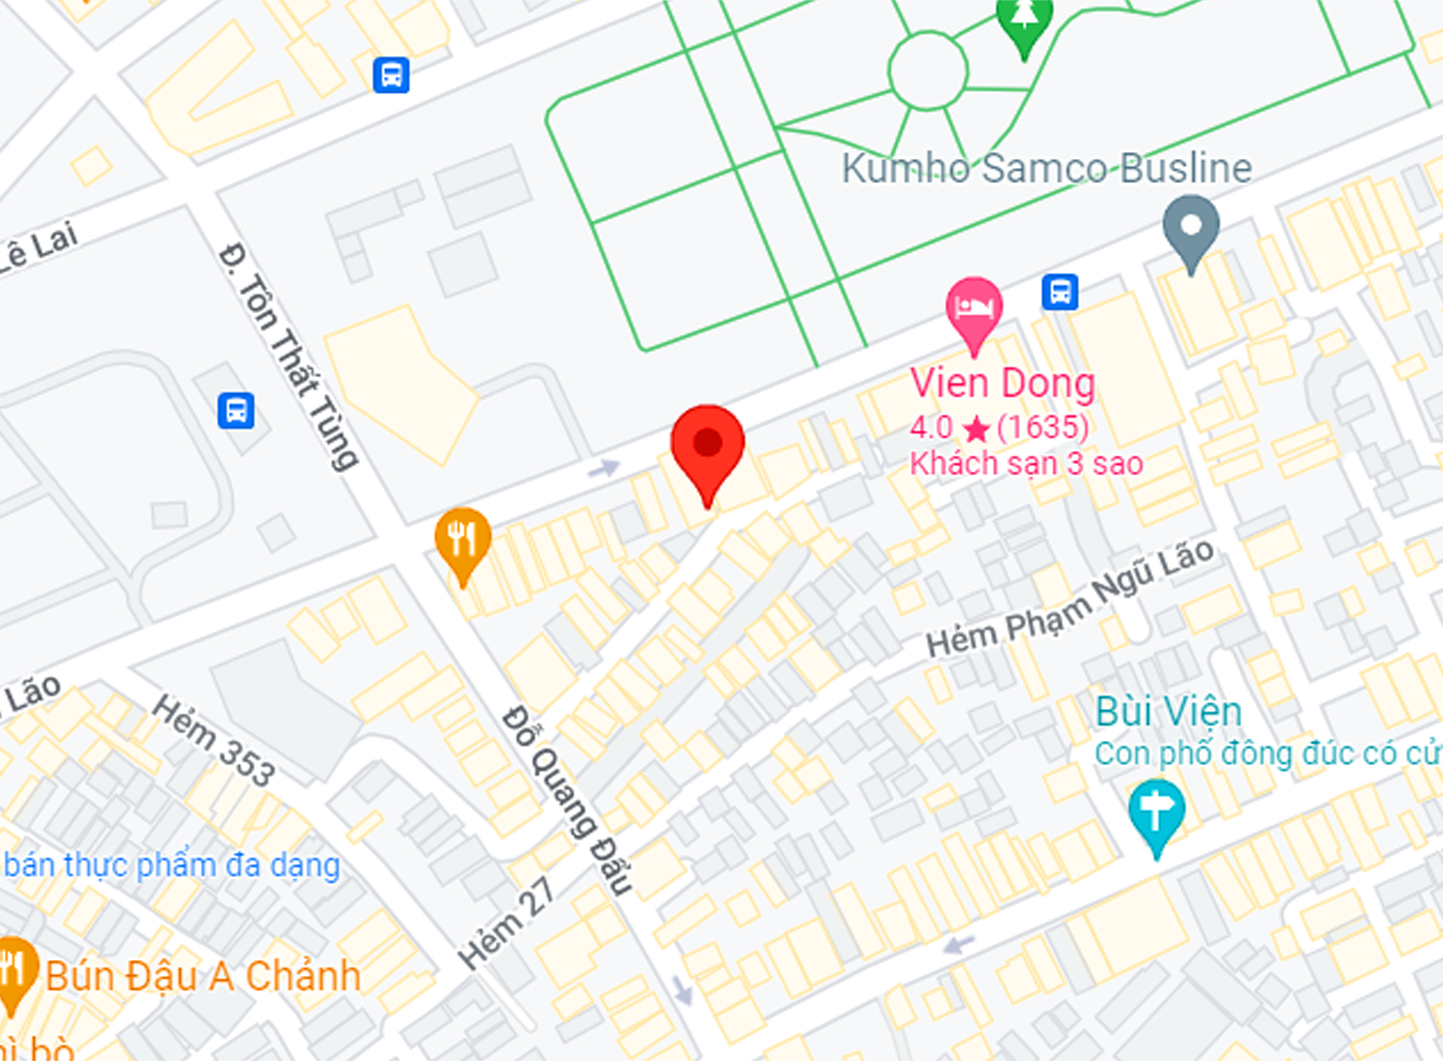 Kumho Samco Busline
Lê Lai
Đ. Tôn Thất Tùng
Vien Dong
4.0 ★ (1635)
Khách sạn 3 sao
Hẻm Phạm Ngũ Lão
Lão
Hẻm 353
Đỗ Quang Đẩu
Bùi Viện
Con phố đông đúc có cử
bán thực phẩm đa dạng
Hẻm 27
Bún Đậu A Chảnh
bò